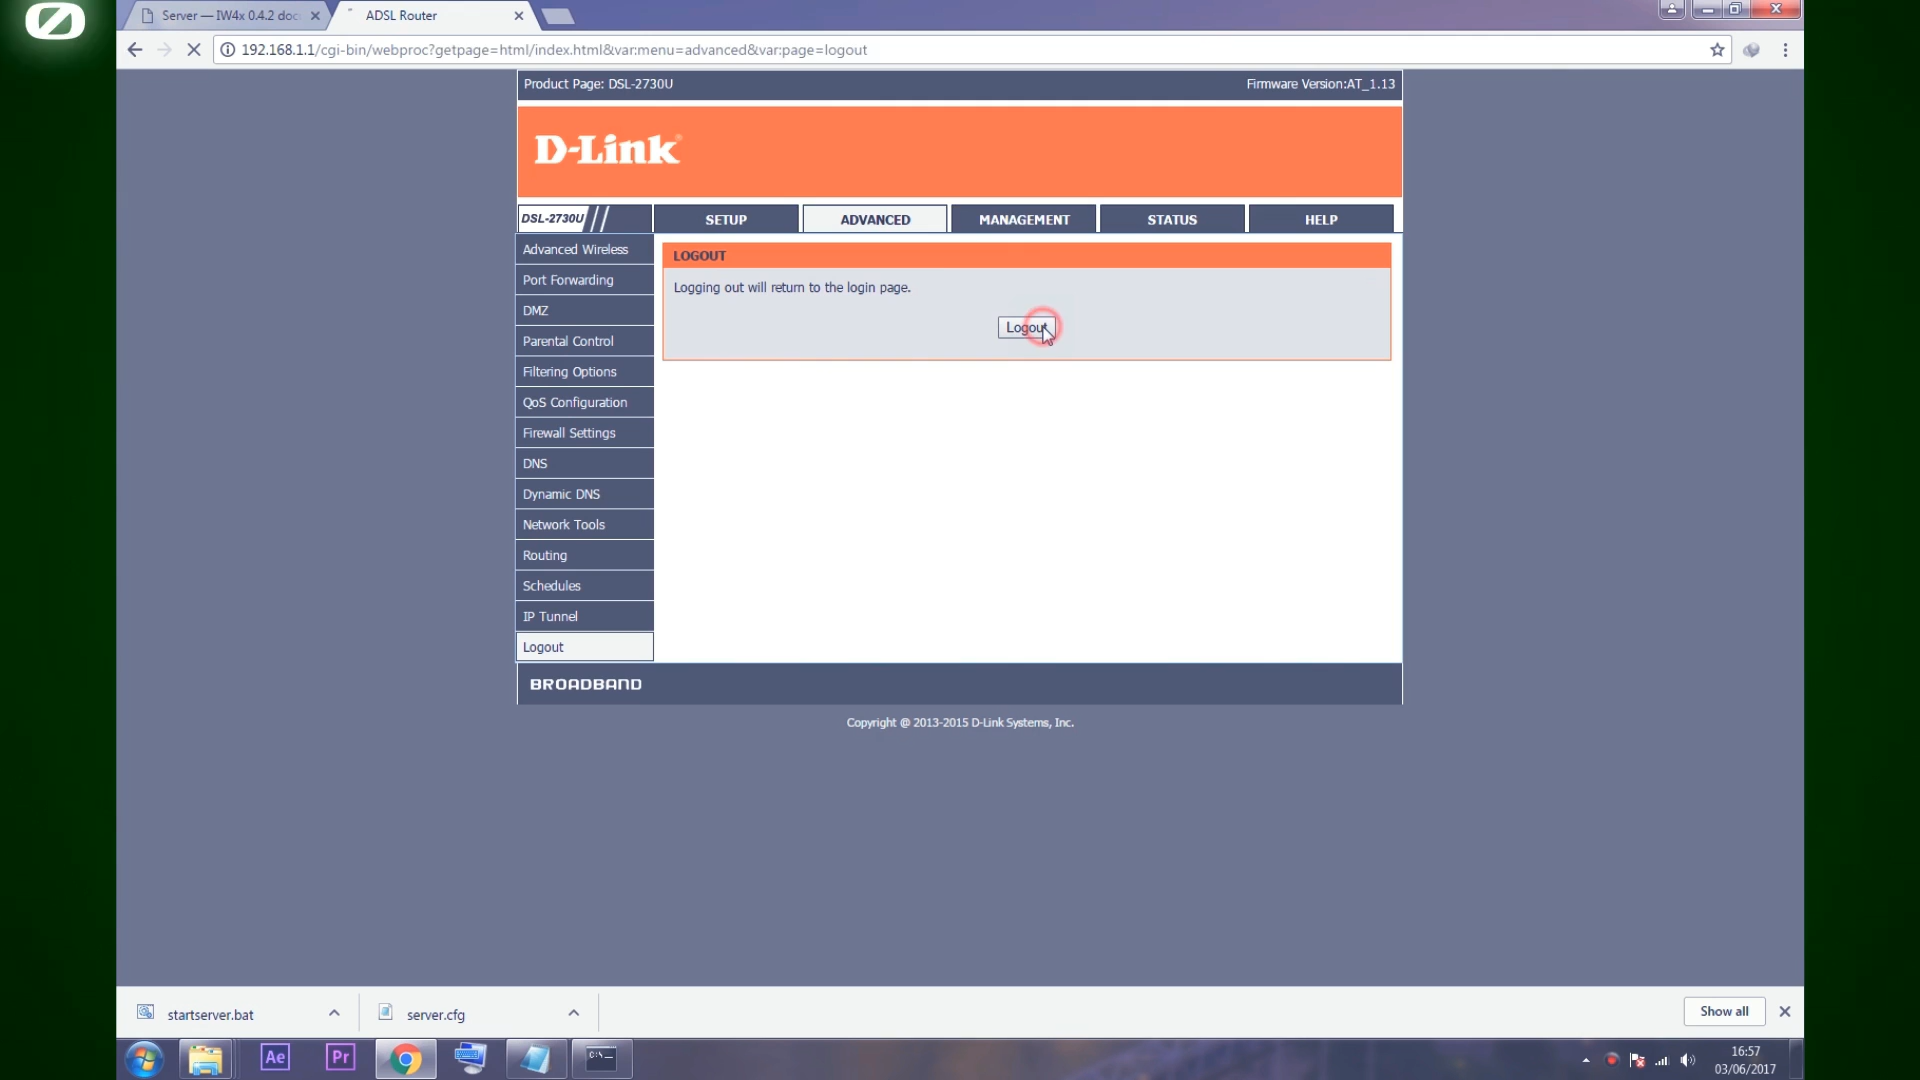 Server — IW4x 0.4.2 doc
ADSL Router
192.168.1.1/cgi-bin/webproc?getpage=html/index.html&var:menu=advanced&var:page=logout
Product Page: DSL-2730U
Firmware Version:AT_1.13
D-Link
DSL-2730U
SETUP
ADVANCED
MANAGEMENT
STATUS
HELP
Advanced Wireless
Port Forwarding
DMZ
Parental Control
Filtering Options
QoS Configuration
Firewall Settings
DNS
Dynamic DNS
Network Tools
Routing
Schedules
IP Tunnel
Logout
LOGOUT
Logging out will return to the login page.
Logout
BROADBAND
Copyright @ 2013-2015 D-Link Systems, Inc.
startserver.bat
server.cfg
Show all
Ae
Pr
C:\_
16:57
03/06/2017